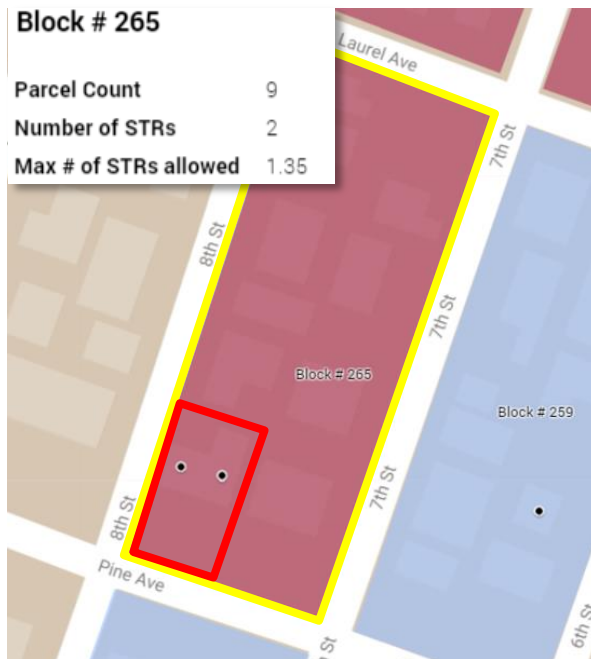 Block # 265
Parcel Count 9
Number of STRs 2
Max # of STRs allowed 1.35
Laurel Ave
7th St
8th St
7th St
Block # 265
Block # 259
7th St
8th St
Pine Ave
6th St
St